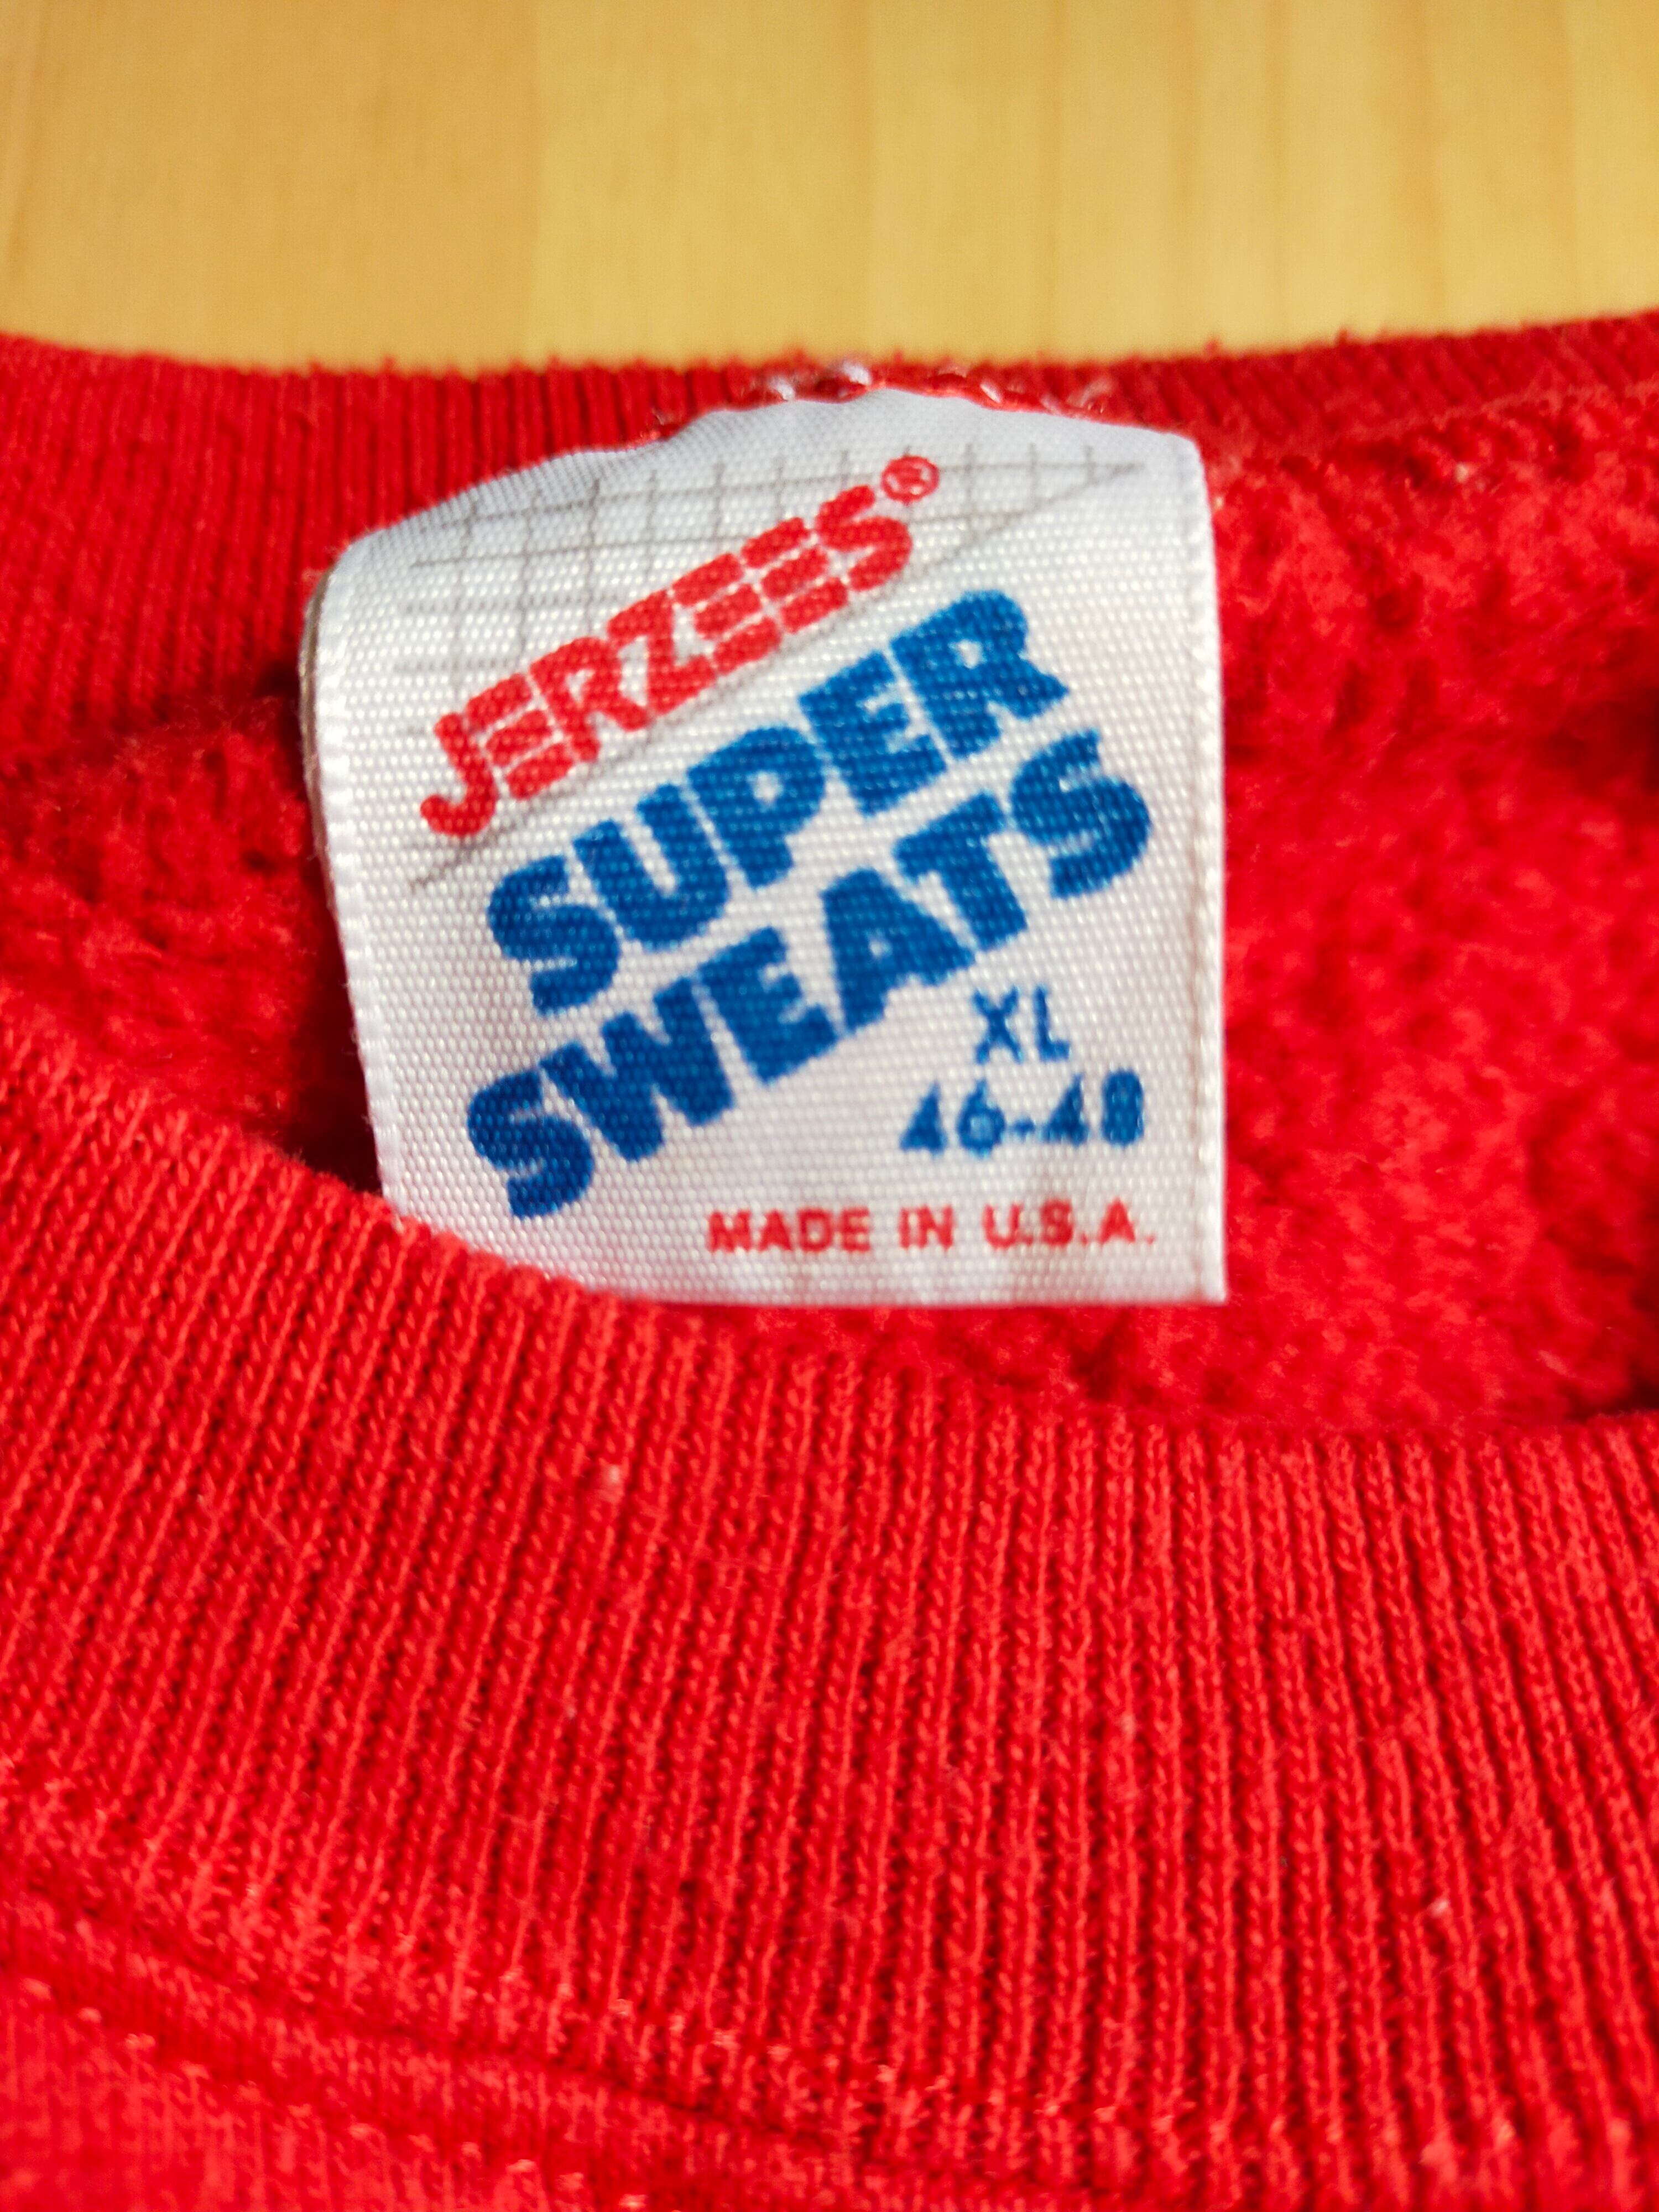 JERZEES®
SUPER
SWEATS
XL
46-48
MADE IN U.S.A.